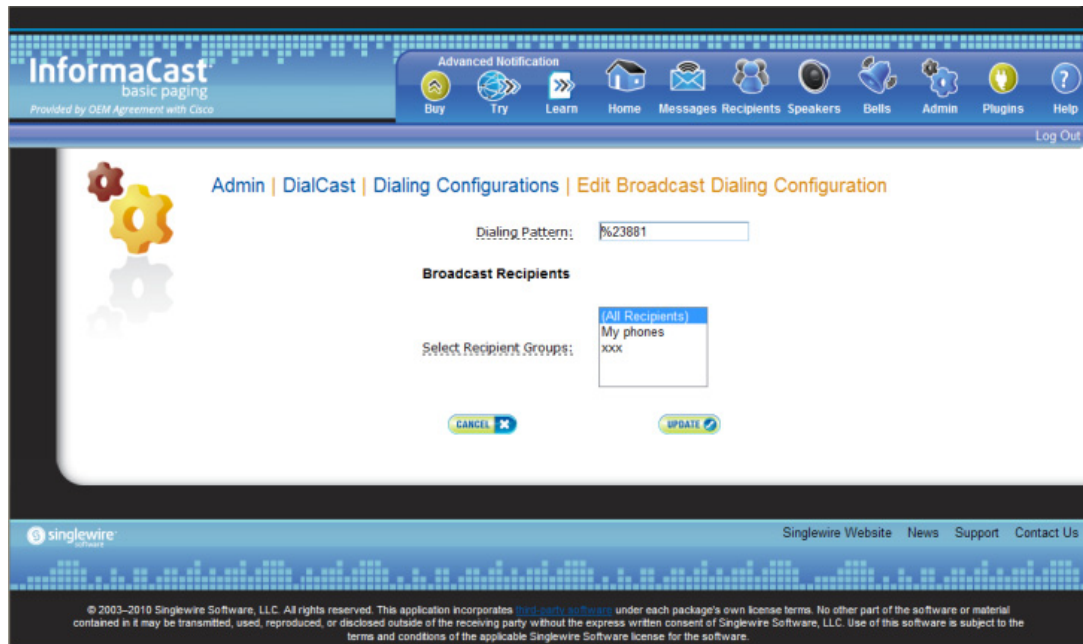 InformaCast
basic paging
Provided by OEM Agreement with Cisco
Advanced Notification
Buy Try Learn Home Messages Recipients Speakers Bells Admin Plugins Help
Log Out
Admin | DialCast | Dialing Configurations | Edit Broadcast Dialing Configuration
Dialing Pattern: %23881
Broadcast Recipients
Select Recipient Groups:
(All Recipients)
My phones
xxx
CANCEL UPDATE
singlewire
software
Singlewire Website News Support Contact Us
© 2003–2010 Singlewire Software, LLC. All rights reserved. This application incorporates third-party software under each package's own license terms. No other part of the software or material
contained in it may be transmitted, used, reproduced, or disclosed outside of the receiving party without the express written consent of Singlewire Software, LLC. Use of this software is subject to the
terms and conditions of the applicable Singlewire Software license for the software.